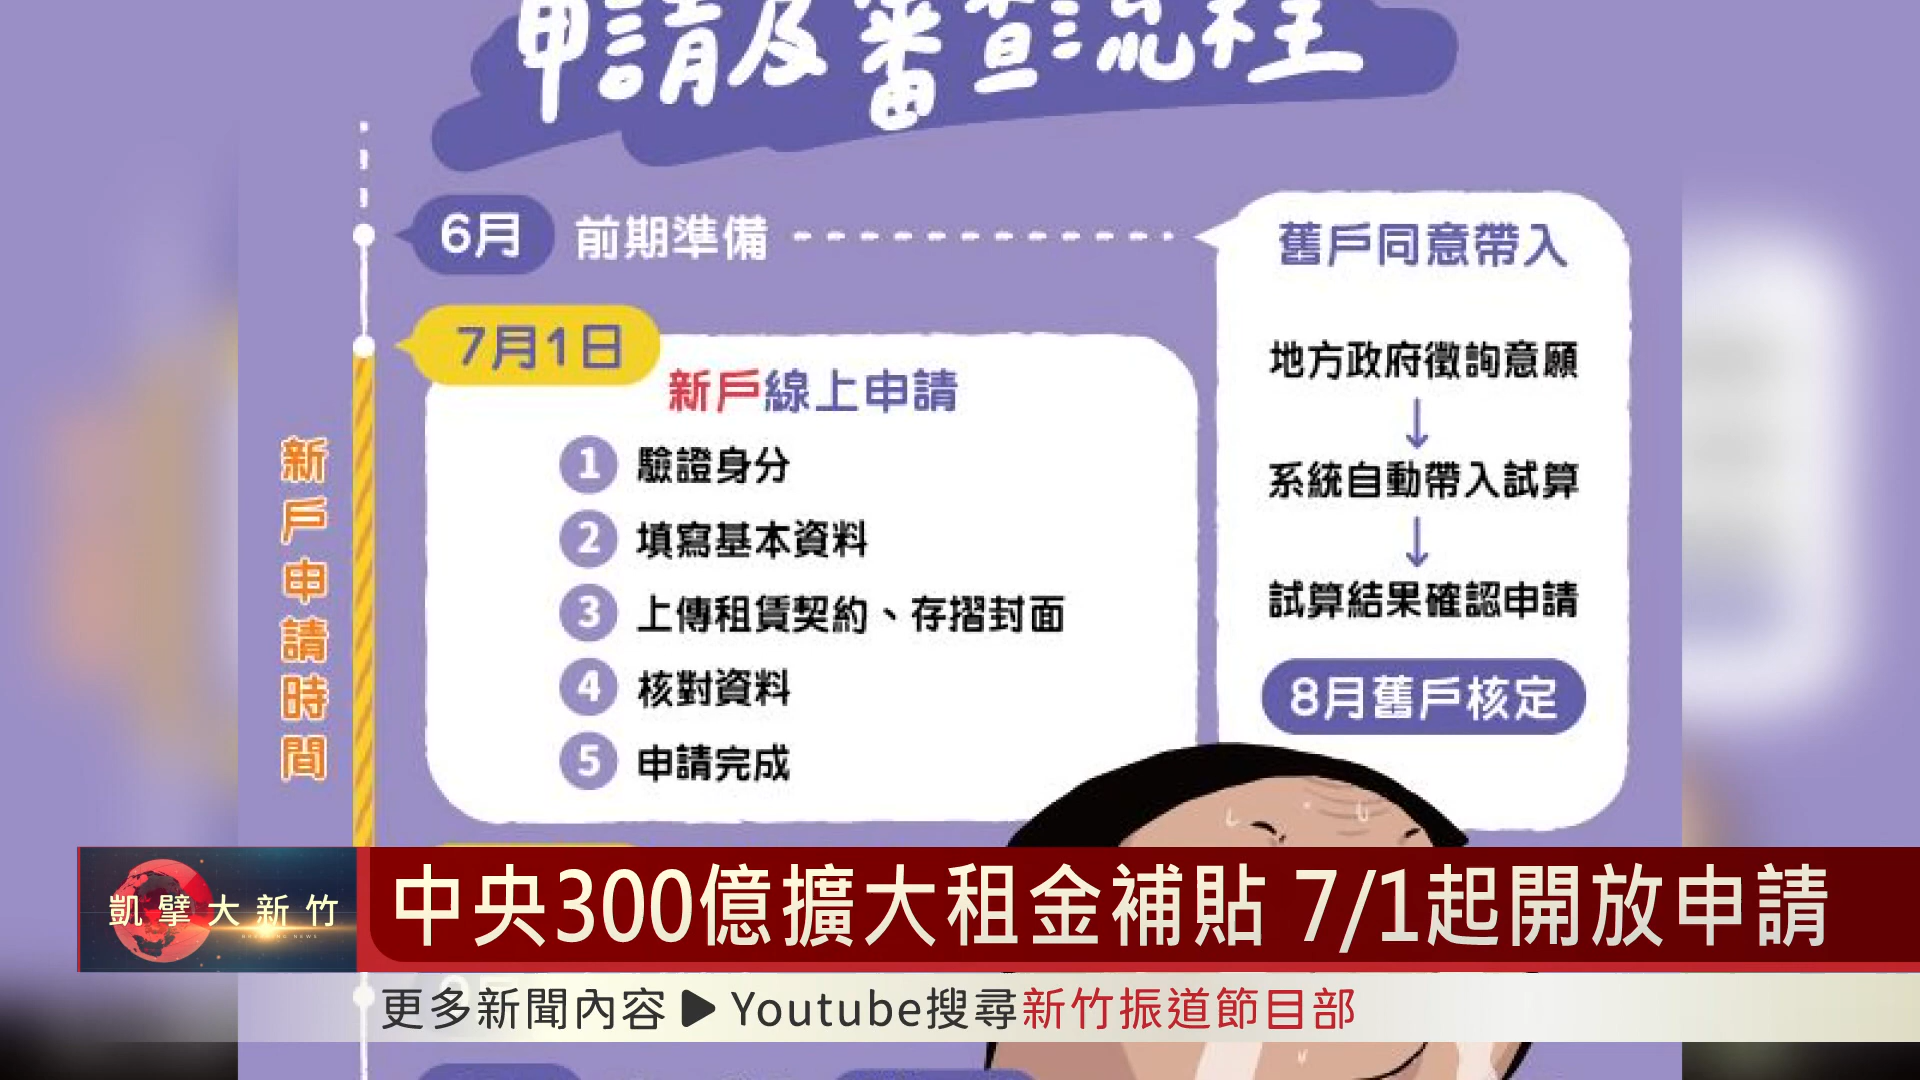 申請及審查流程
6月 前期準備
舊戶同意帶入
地方政府徵詢意願
↓
系統自動帶入試算
↓
試算結果確認申請
8月舊戶核定
7月1日
新戶線上申請
1 驗證身分
2 填寫基本資料
3 上傳租賃契約、存摺封面
4 核對資料
5 申請完成
新戶申請時間
凱擘大新竹
中央300億擴大租金補貼 7/1起開放申請
更多新聞內容▶Youtube搜尋新竹振道節目部